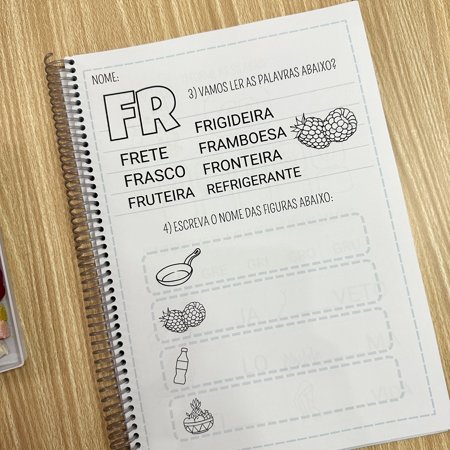 NOME:
FR
3) VAMOS LER AS PALAVRAS ABAIXO?
FRETE
FRASCO
FRUTEIRA
FRIGIDEIRA
FRAMBOESA
FRONTEIRA
REFRIGERANTE
4) ESCREVA O NOME DAS FIGURAS ABAIXO: